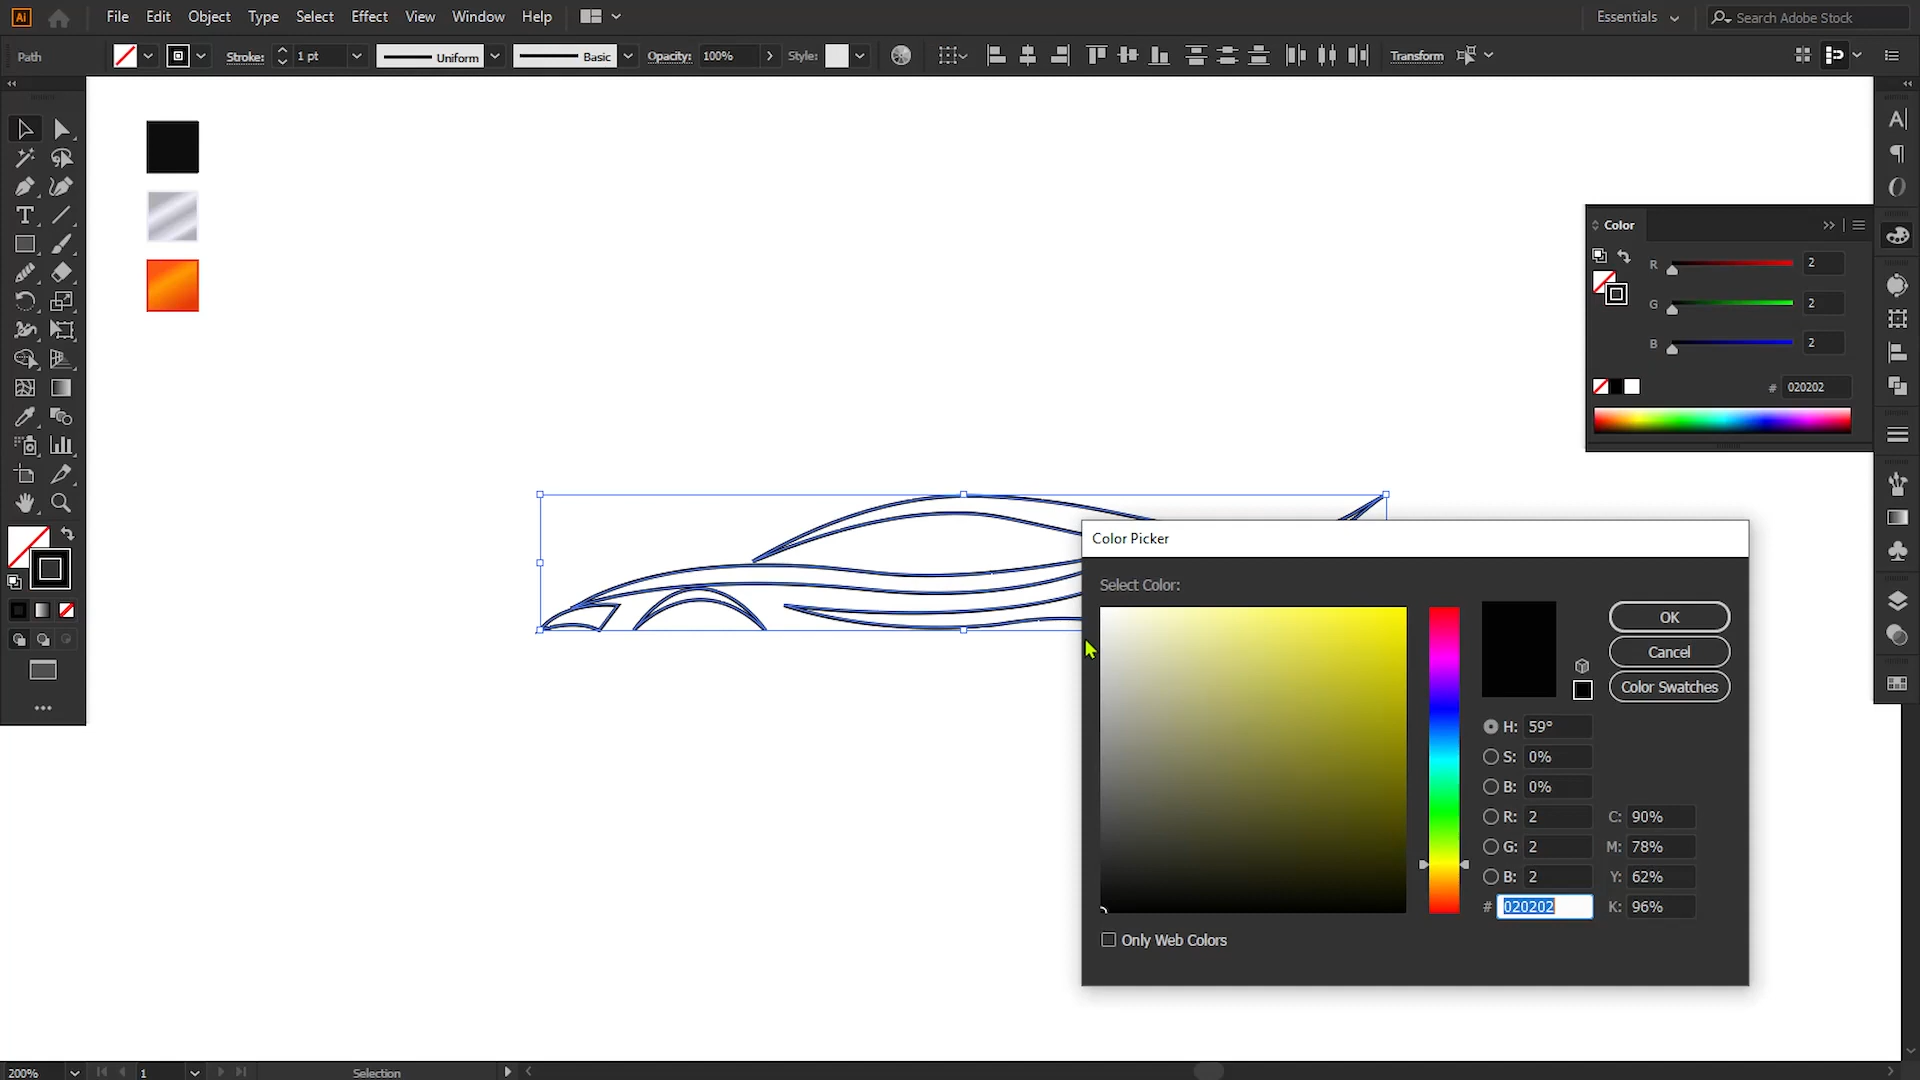 Ai File Edit Object Type Select Effect View Window Help Essentials Search Adobe Stock
Path Stroke: 1 pt Uniform Basic Opacity: 100% Style: Transform
Color
R 2
G 2
B 2
# 020202
Color Picker
Select Color:
OK
Cancel
Color Swatches
H: 59°
S: 0%
B: 0%
R: 2 C: 90%
G: 2 M: 78%
B: 2 Y: 62%
# 020202 K: 96%
Only Web Colors
200% 1 Selection